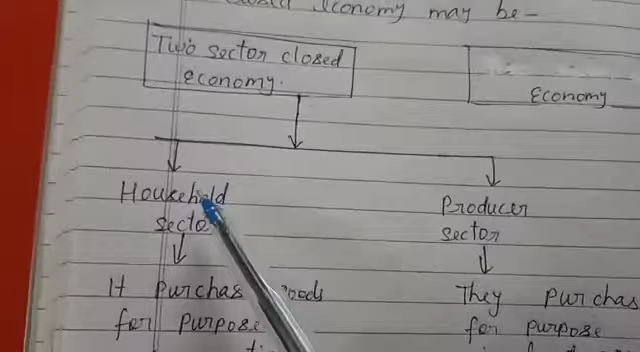 economy may be -
Two sector closed
economy.
Economy
Household
sector
Producer
sector
It purchas
for purpose
They purchas
for purpose